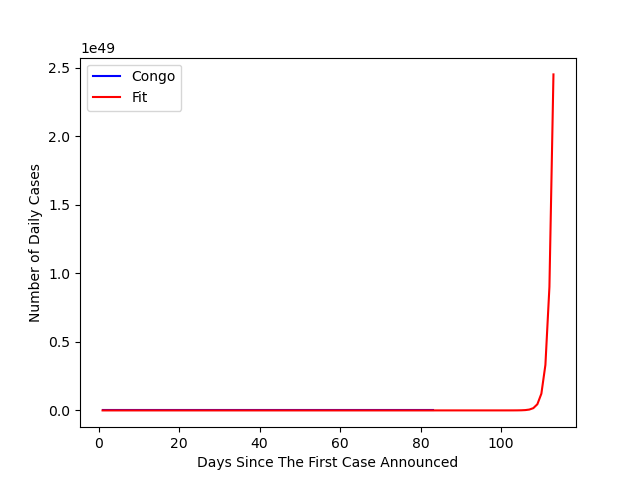 1e49
2.5
2.0
1.5
1.0
0.5
0.0
Number of Daily Cases
Congo
Fit
0 20 40 60 80 100
Days Since The First Case Announced